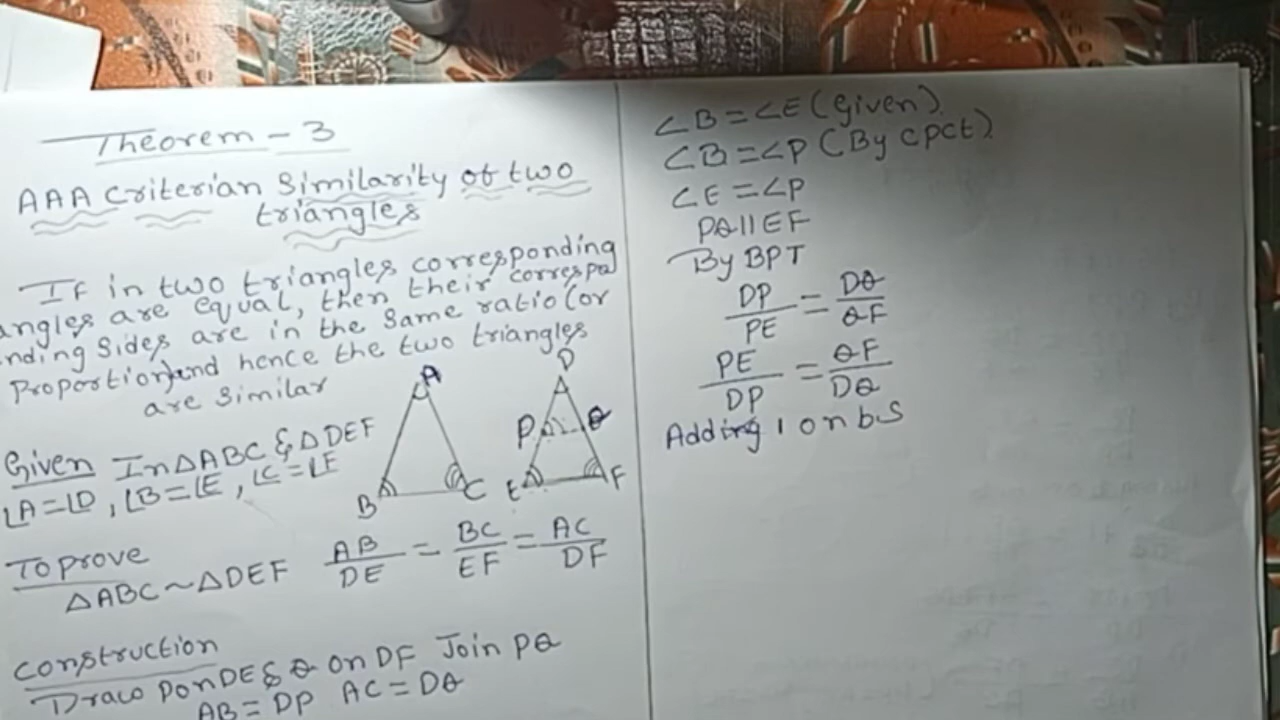 Theorem - 3
AAA criterian similarity of two
triangles
If in two triangles corresponding
angles are equal, then their correspo
nding sides are in the same ratio (or
proportion) and hence the two triangles
are similar
Given In △ABC & △DEF
∠A=∠D, ∠B=∠E, ∠C=∠F
A
B
C
D
P
Q
E
F
To prove
△ABC ~ △DEF AB/DE = BC/EF = AC/DF
construction
Draw P on DE & Q on DF Join PQ
AB = DP AC = DQ
∠B = ∠E (Given)
∠B = ∠P (By cpct)
∠E = ∠P
PQ || EF
By BPT
DP/PE = DQ/QF
PE/DP = QF/DQ
Adding 1 on b.s